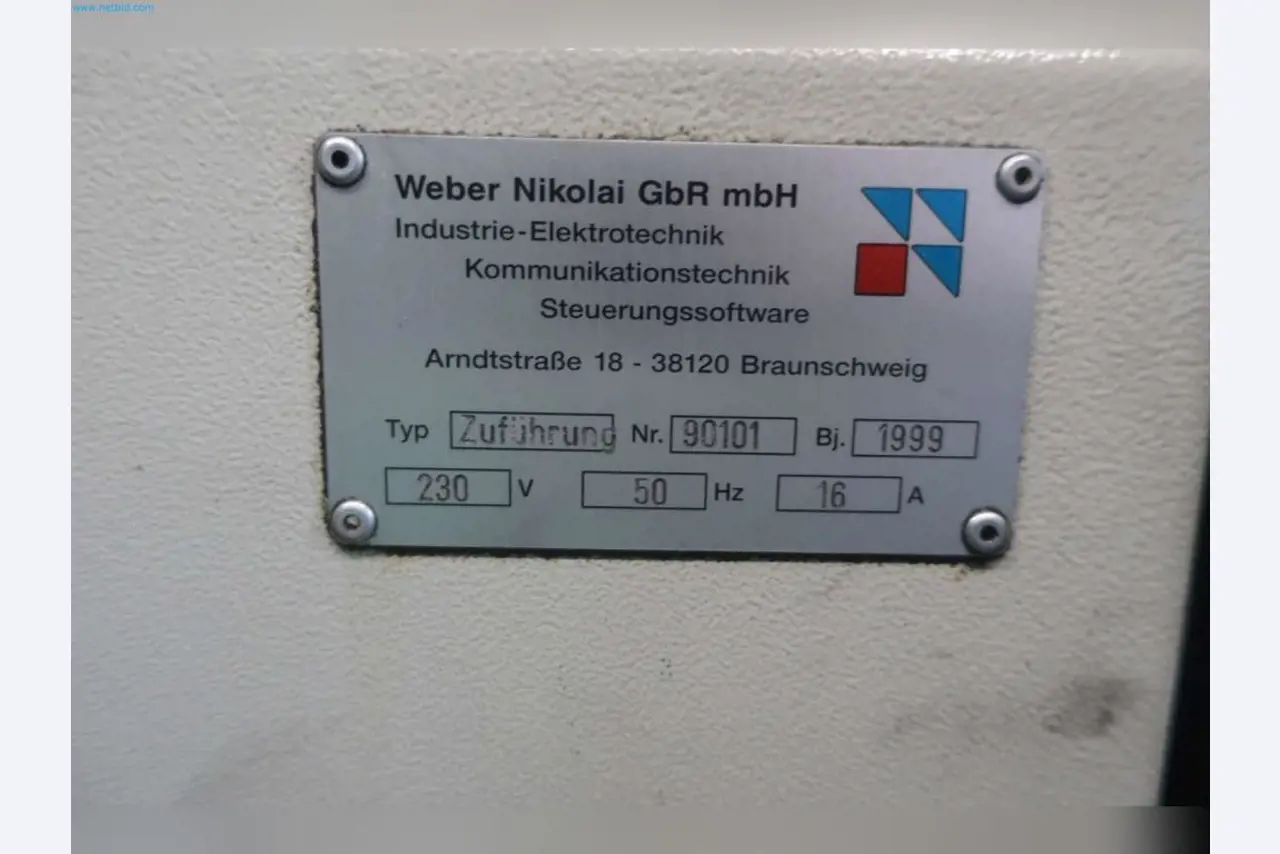 www.netbid.com
Weber Nikolai GbR mbH
Industrie-Elektrotechnik
Kommunikationstechnik
Steuerungssoftware
Arndtstraße 18 - 38120 Braunschweig
Typ Zuführung Nr. 90101 Bj. 1999
230 V 50 Hz 16 A